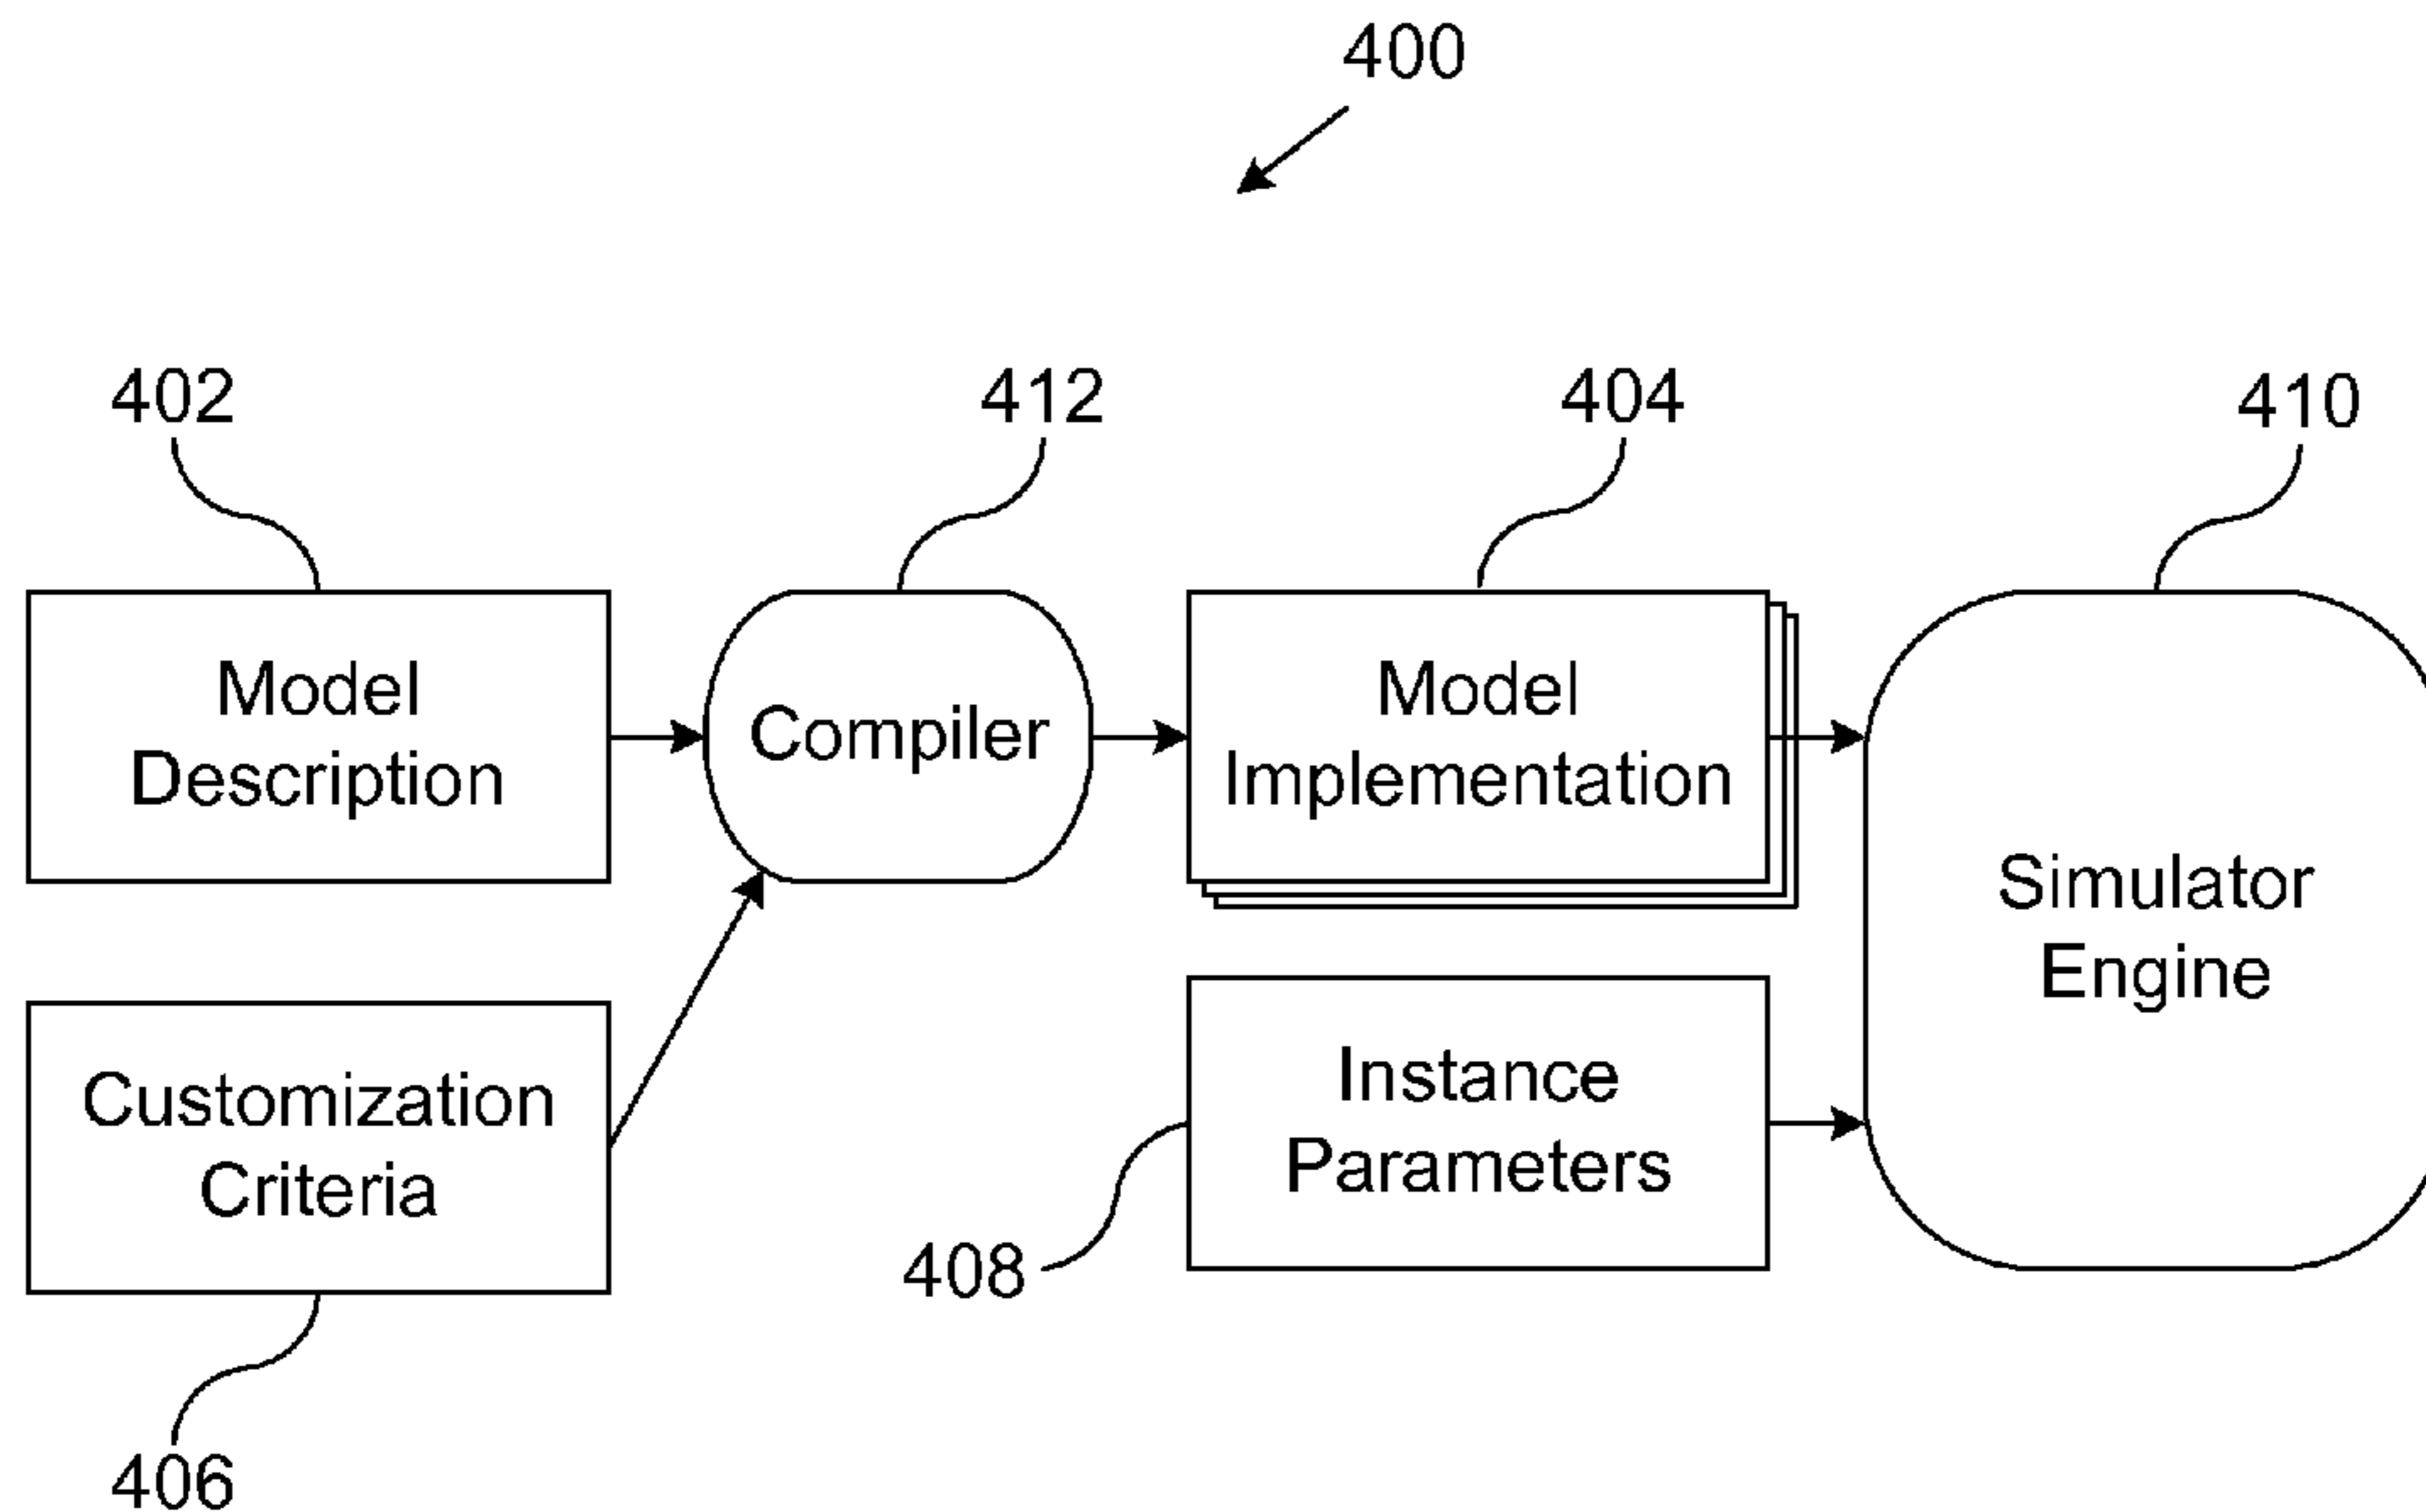 400
402
412
404
410
Model
Description
Compiler
Model
Implementation
Simulator
Engine
Customization
Criteria
Instance
Parameters
408
406